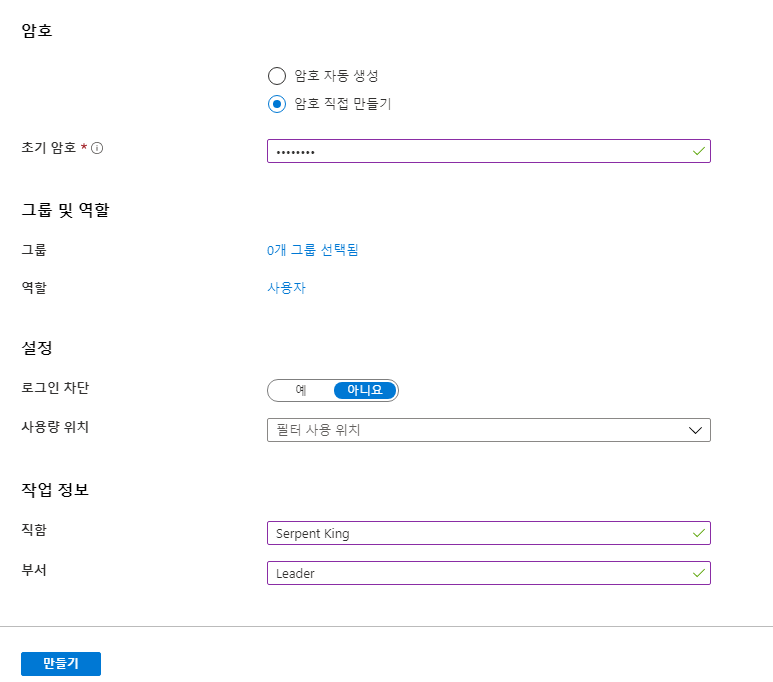 암호
암호 자동 생성
암호 직접 만들기
초기 암호 *
••••••••
그룹 및 역할
그룹 0개 그룹 선택됨
역할 사용자
설정
로그인 차단 예 아니요
사용량 위치 필터 사용 위치
작업 정보
직함 Serpent King
부서 Leader
만들기